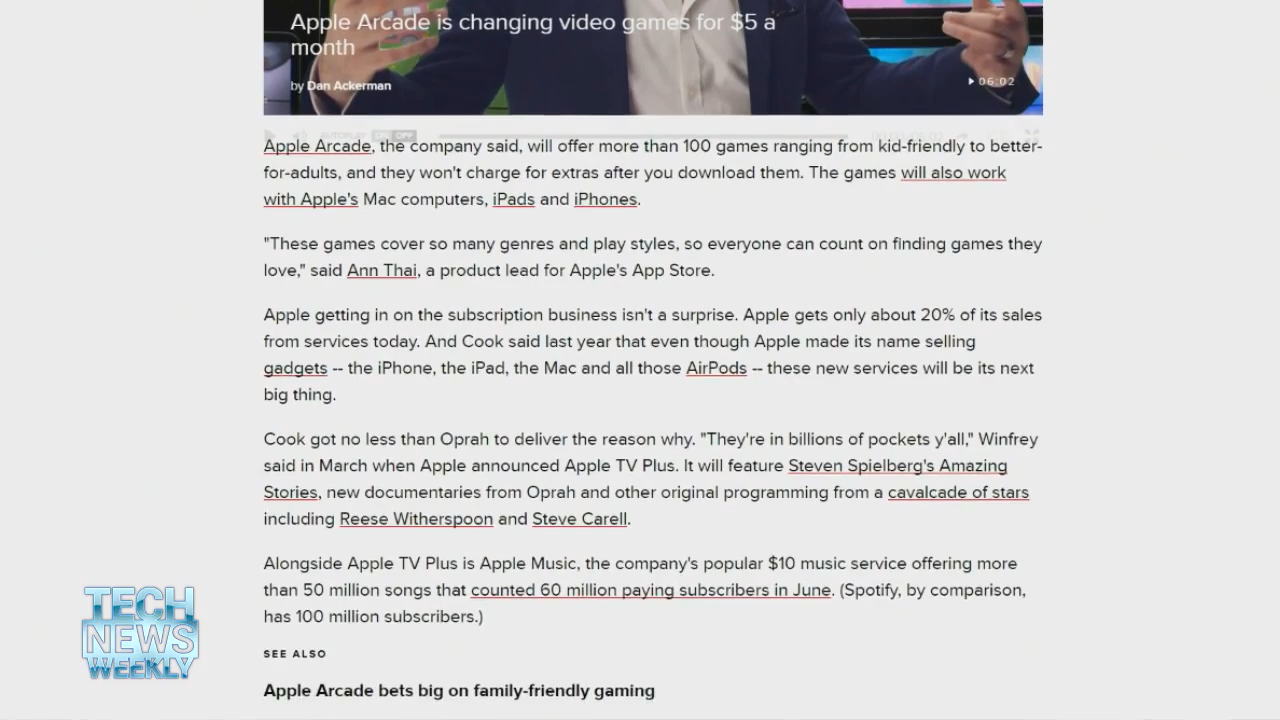 Apple Arcade is changing video games for $5 a
month
by Dan Ackerman
06:02
AUTOPLAY ON OFF
Apple Arcade, the company said, will offer more than 100 games ranging from kid-friendly to better-
for-adults, and they won't charge for extras after you download them. The games will also work
with Apple's Mac computers, iPads and iPhones.
"These games cover so many genres and play styles, so everyone can count on finding games they
love," said Ann Thai, a product lead for Apple's App Store.
Apple getting in on the subscription business isn't a surprise. Apple gets only about 20% of its sales
from services today. And Cook said last year that even though Apple made its name selling
gadgets -- the iPhone, the iPad, the Mac and all those AirPods -- these new services will be its next
big thing.
Cook got no less than Oprah to deliver the reason why. "They're in billions of pockets y'all," Winfrey
said in March when Apple announced Apple TV Plus. It will feature Steven Spielberg's Amazing
Stories, new documentaries from Oprah and other original programming from a cavalcade of stars
including Reese Witherspoon and Steve Carell.
Alongside Apple TV Plus is Apple Music, the company's popular $10 music service offering more
than 50 million songs that counted 60 million paying subscribers in June. (Spotify, by comparison,
has 100 million subscribers.)
TECH
NEWS
WEEKLY
SEE ALSO
Apple Arcade bets big on family-friendly gaming